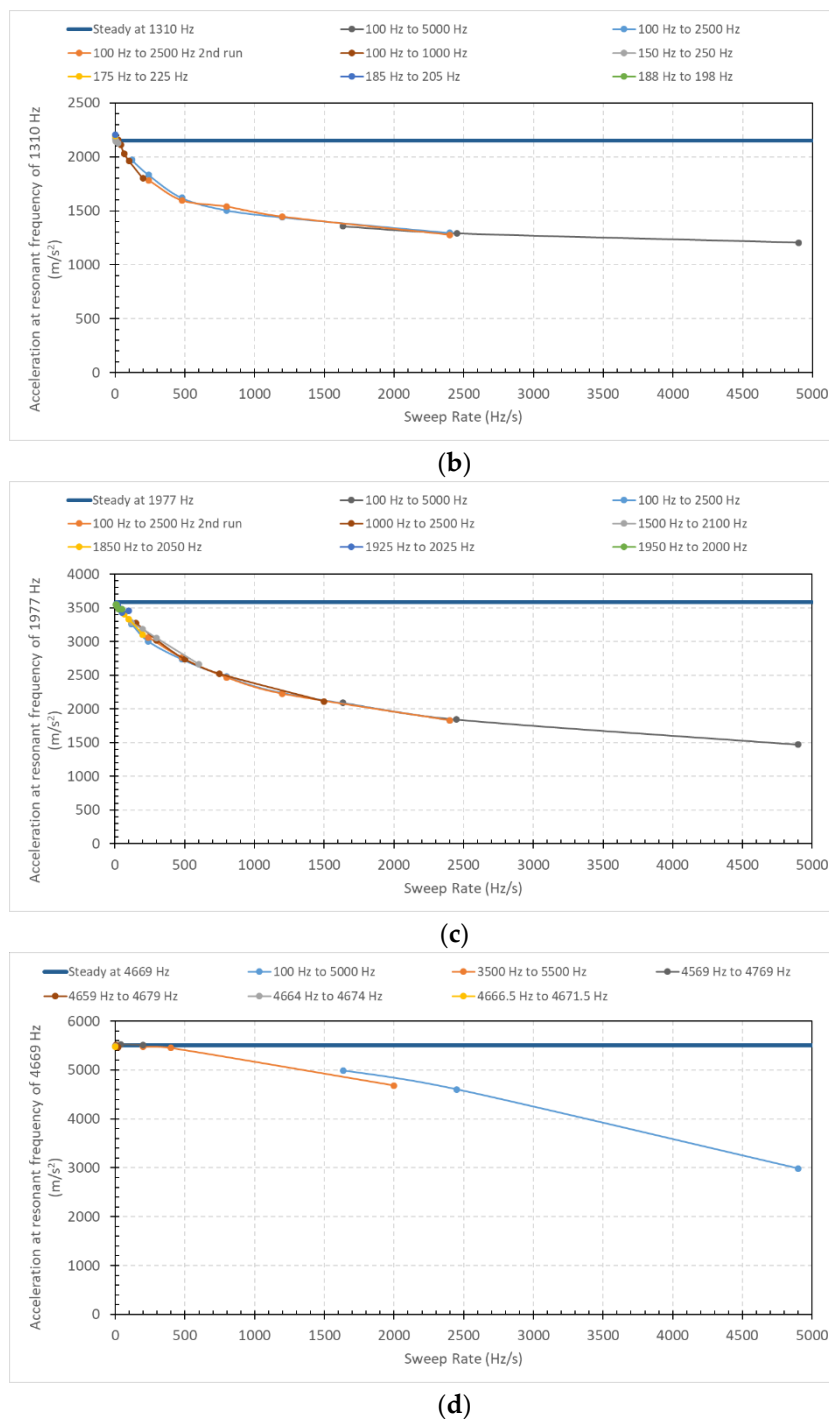 Steady at 1310 Hz 100 Hz to 5000 Hz 100 Hz to 2500 Hz
100 Hz to 2500 Hz 2nd run 100 Hz to 1000 Hz 150 Hz to 250 Hz
175 Hz to 225 Hz 185 Hz to 205 Hz 188 Hz to 198 Hz
Acceleration at resonant frequency of 1310 Hz
(m/s²)
2500
2000
1500
1000
500
0
0 500 1000 1500 2000 2500 3000 3500 4000 4500 5000
Sweep Rate (Hz/s)
(b)
Steady at 1977 Hz 100 Hz to 5000 Hz 100 Hz to 2500 Hz
100 Hz to 2500 Hz 2nd run 1000 Hz to 2500 Hz 1500 Hz to 2100 Hz
1850 Hz to 2050 Hz 1925 Hz to 2025 Hz 1950 Hz to 2000 Hz
Acceleration at resonant frequency of 1977 Hz
(m/s²)
4000
3500
3000
2500
2000
1500
1000
500
0
0 500 1000 1500 2000 2500 3000 3500 4000 4500 5000
Sweep Rate (Hz/s)
(c)
Steady at 4669 Hz 100 Hz to 5000 Hz 3500 Hz to 5500 Hz 4569 Hz to 4769 Hz
4659 Hz to 4679 Hz 4664 Hz to 4674 Hz 4666.5 Hz to 4671.5 Hz
Acceleration at resonant frequency of 4669 Hz
(m/s²)
6000
5000
4000
3000
2000
1000
0
0 500 1000 1500 2000 2500 3000 3500 4000 4500 5000
Sweep Rate (Hz/s)
(d)